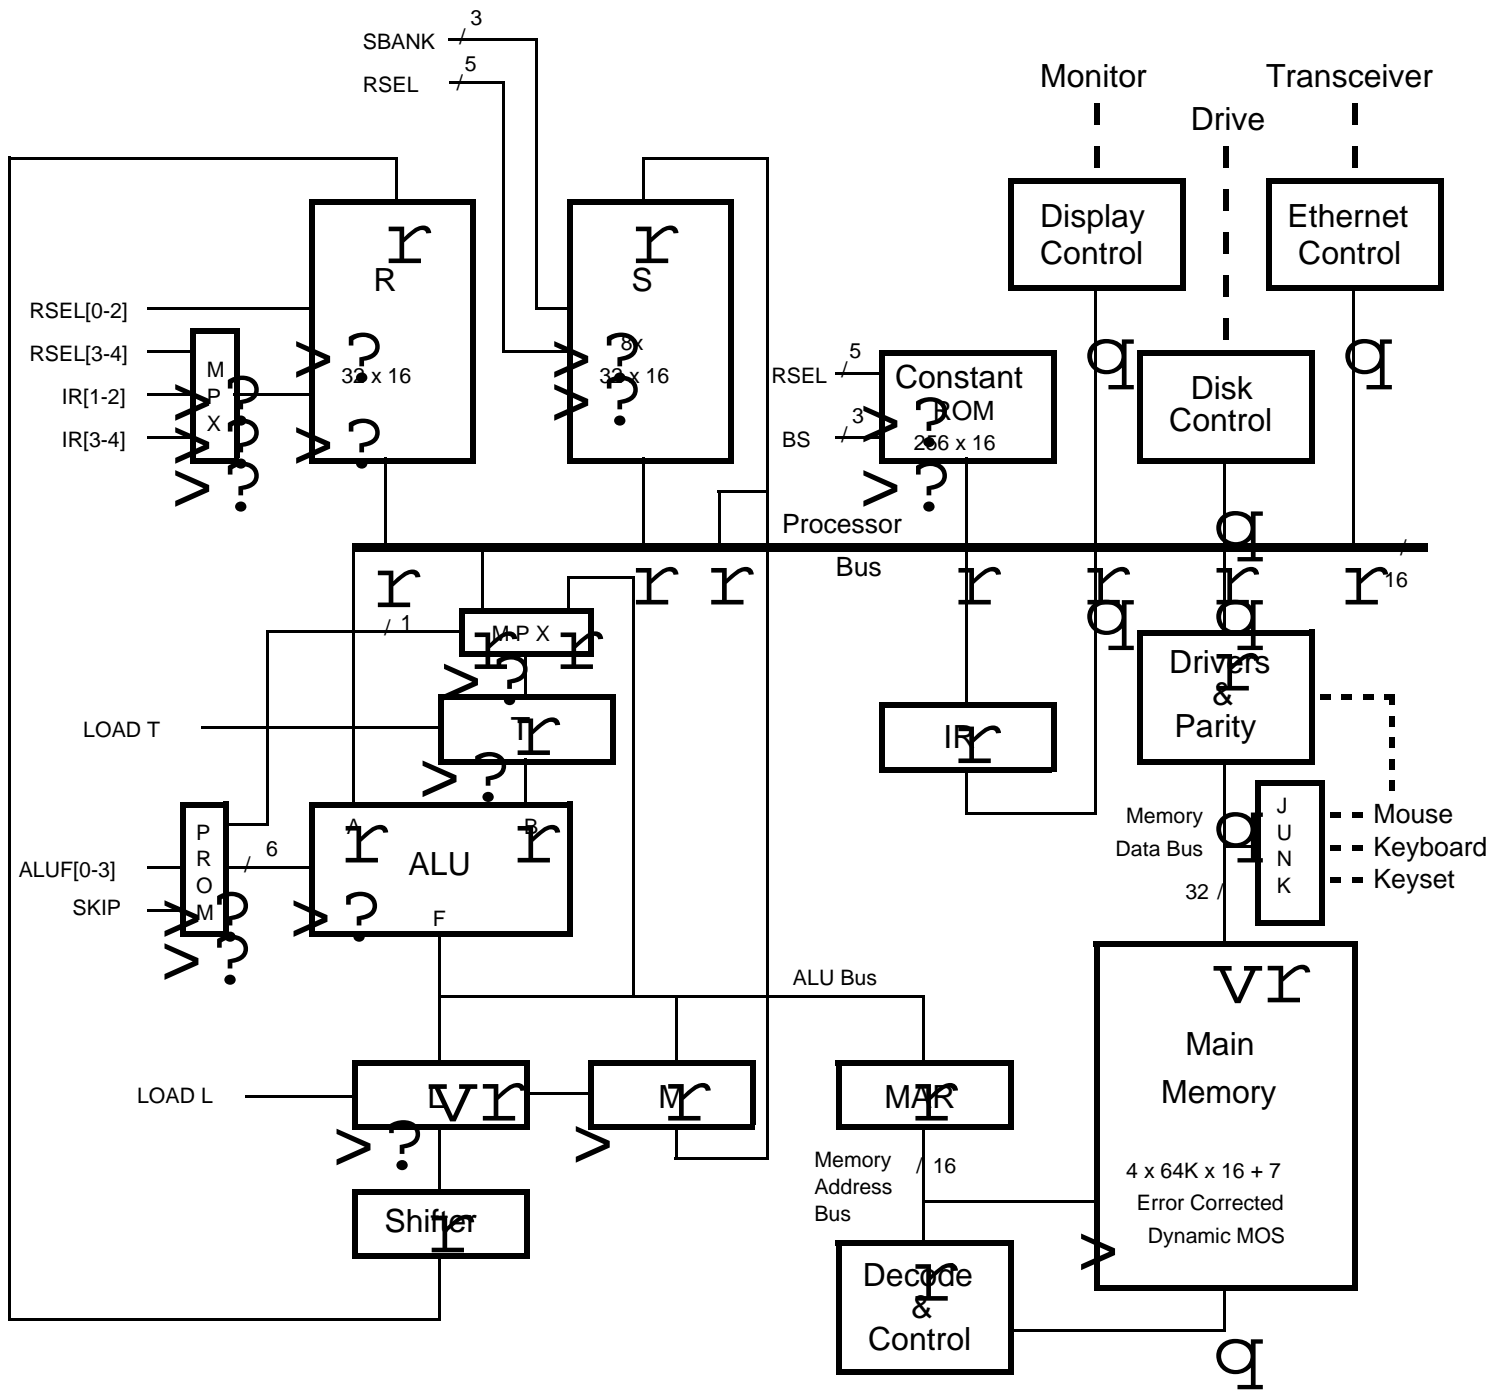 SBANK
/ 3
RSEL
/ 5
Monitor
Drive
Transceiver
Display
Control
Ethernet
Control
r
R
r
S
RSEL[0-2]
RSEL[3-4]
IR[1-2]
IR[3-4]
M
P
X
> ?
> ?
> ?
> ?
32 x 16
> ?
> ?
8x
32 x 16
> ?
RSEL
/ 5
BS
/ 3
Constant
ROM
256 x 16
> ?
> ?
q
q
Disk
Control
q
Processor
Bus
/ 16
r
r
r
r
r
r
r
q
q
/ 1
M P X
r
r
> ?
LOAD T
T
r
> ?
IR
r
Drivers
&
Parity
r
P
R
O
M
ALUF[0-3]
SKIP
/ 6
> ?
> ?
A
r
B
r
ALU
F
> ?
Memory
Data Bus
32 /
q
J
U
N
K
Mouse
Keyboard
Keyset
ALU Bus
LOAD L
L
vr
> ?
M
r
>
MAR
r
vr
Main
Memory
4 x 64K x 16 + 7
Error Corrected
Dynamic MOS
>
Memory
Address
Bus
/ 16
Shifter
r
Decode
&
Control
r
q